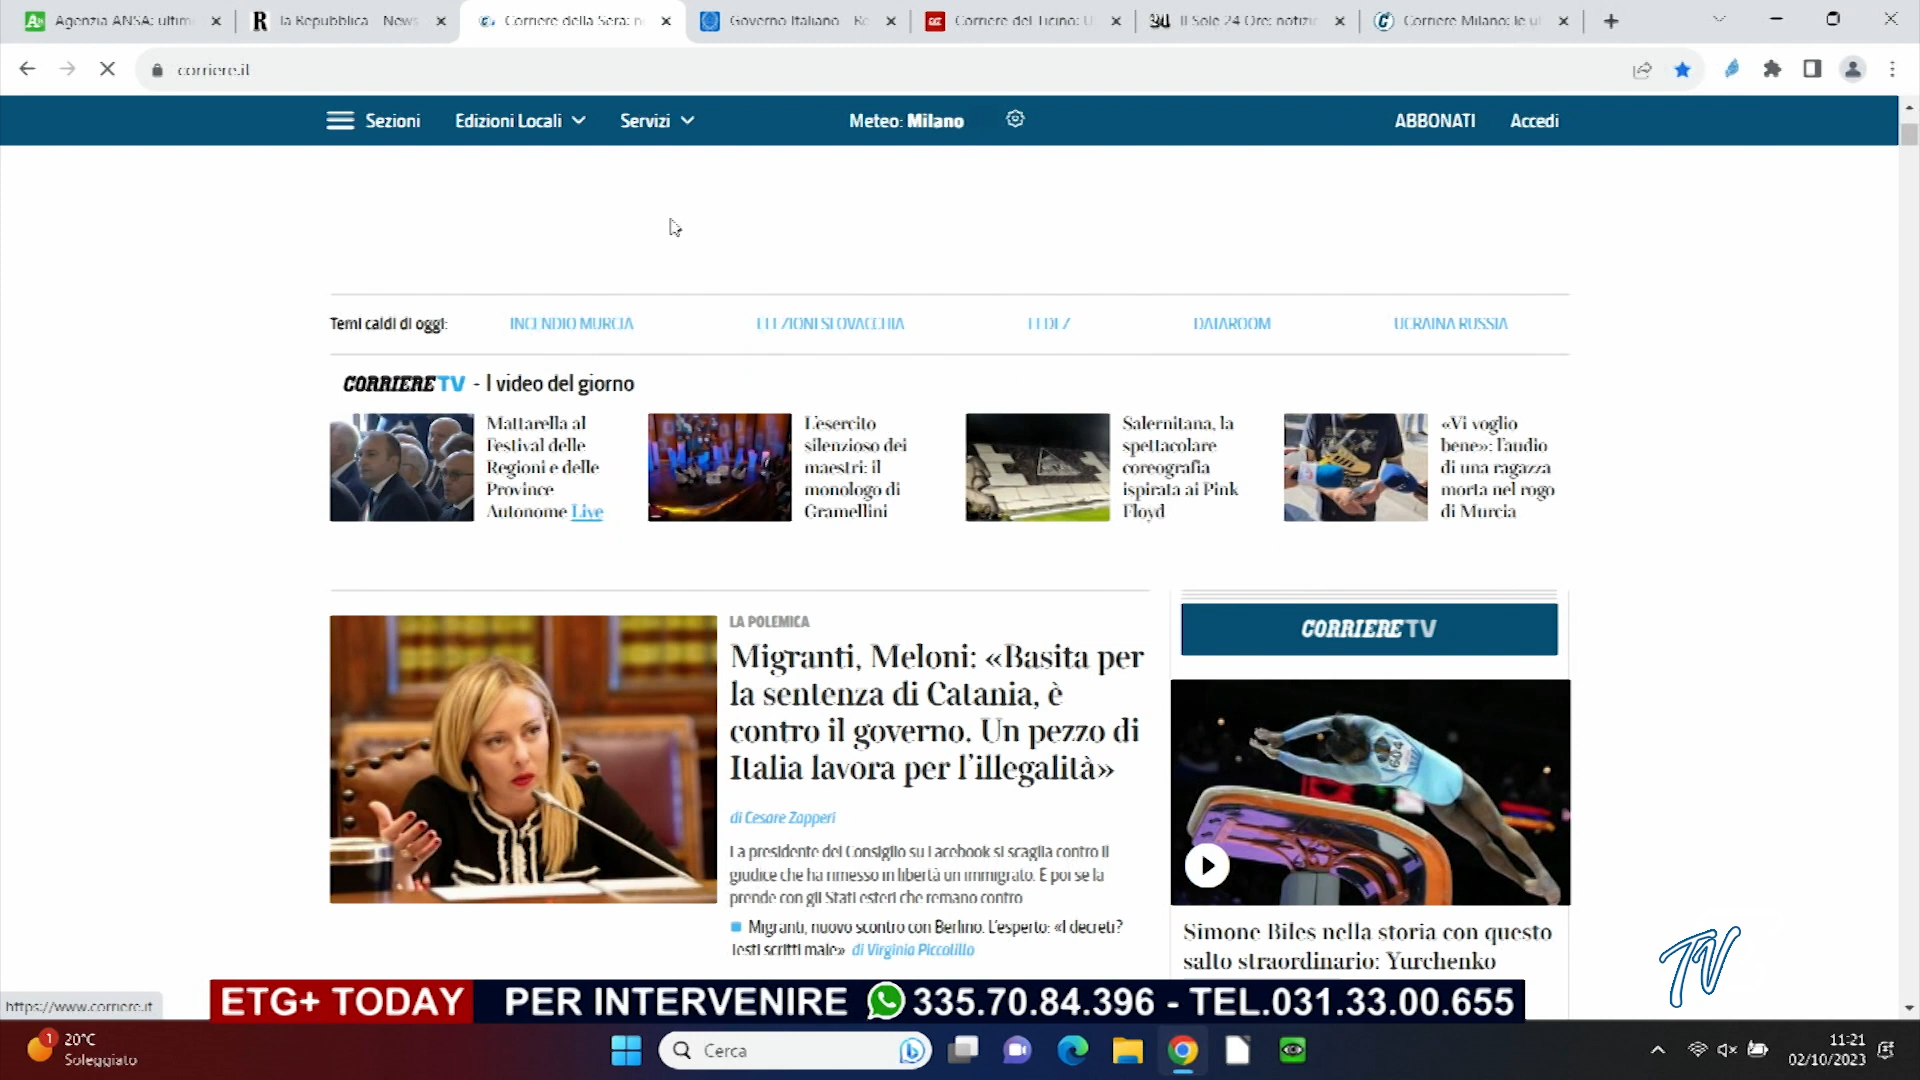 Agenzia ANSA: ultim
la Repubblica - News
Corriere della Sera: n
Governo Italiano - Re
Corriere del Ticino: U
Il Sole 24 Ore: notizi
Corriere Milano: le ul
corriere.it
Sezioni
Edizioni Locali
Servizi
Meteo: Milano
ABBONATI
Accedi
Temi caldi di oggi:
INCENDIO MURCIA
ELEZIONI SLOVACCHIA
FEDEZ
DATAROOM
UCRAINA RUSSIA
CORRIERE TV - I video del giorno
Mattarella al
Festival delle
Regioni e delle
Province
Autonome Live
L'esercito
silenzioso dei
maestri: il
monologo di
Gramellini
Salernitana, la
spettacolare
coreografia
ispirata ai Pink
Floyd
«Vi voglio
bene»: l'audio
di una ragazza
morta nel rogo
di Murcia
LA POLEMICA
Migranti, Meloni: «Basita per
la sentenza di Catania, è
contro il governo. Un pezzo di
Italia lavora per l'illegalità»
di Cesare Zapperi
La presidente del Consiglio su Facebook si scaglia contro il
giudice che ha rimesso in libertà un immigrato. E poi se la
prende con gli Stati esteri che remano contro
Migranti, nuovo scontro con Berlino. L'esperto: «I decreti?
Testi scritti male» di Virginia Piccolillo
CORRIERE TV
604
Simone Biles nella storia con questo
salto straordinario: Yurchenko
TV
https://www.corriere.it
ETG+ TODAY PER INTERVENIRE 335.70.84.396 - TEL.031.33.00.655
1
20°C
Soleggiato
Cerca
11:21
02/10/2023